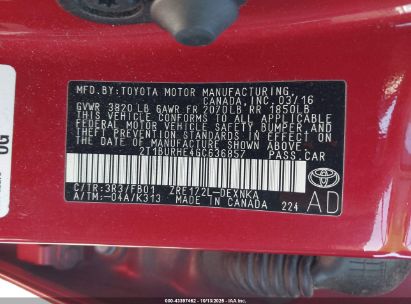 MFD.BY:TOYOTA MOTOR MANUFACTURING,
CANADA, INC. 03/16
GVWR 3820 LB GAWR FR 2070LB RR 1850LB
THIS VEHICLE CONFORMS TO ALL APPLICABLE
FEDERAL MOTOR VEHICLE SAFETY, BUMPER, AND
THEFT PREVENTION STANDARDS IN EFFECT ON
THE DATE OF MANUFACTURE SHOWN ABOVE.
2T1BURHE4GC636857 PASS.CAR
C/TR:3R3/FB01 ZRE172L-DEXNKA
A/TM:-04A/K313 MADE IN CANADA 224
TOYOTA
AD